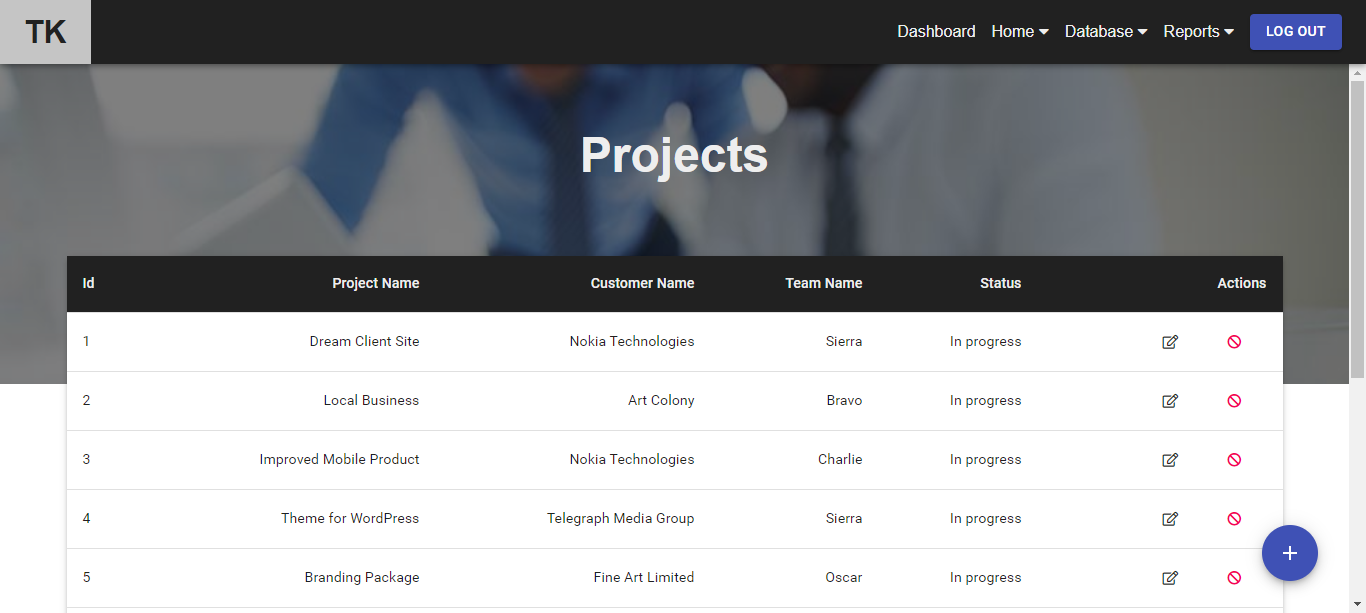 TK Dashboard Home Database Reports LOG OUT
Projects
Id Project Name Customer Name Team Name Status Actions
1 Dream Client Site Nokia Technologies Sierra In progress
2 Local Business Art Colony Bravo In progress
3 Improved Mobile Product Nokia Technologies Charlie In progress
4 Theme for WordPress Telegraph Media Group Sierra In progress
5 Branding Package Fine Art Limited Oscar In progress